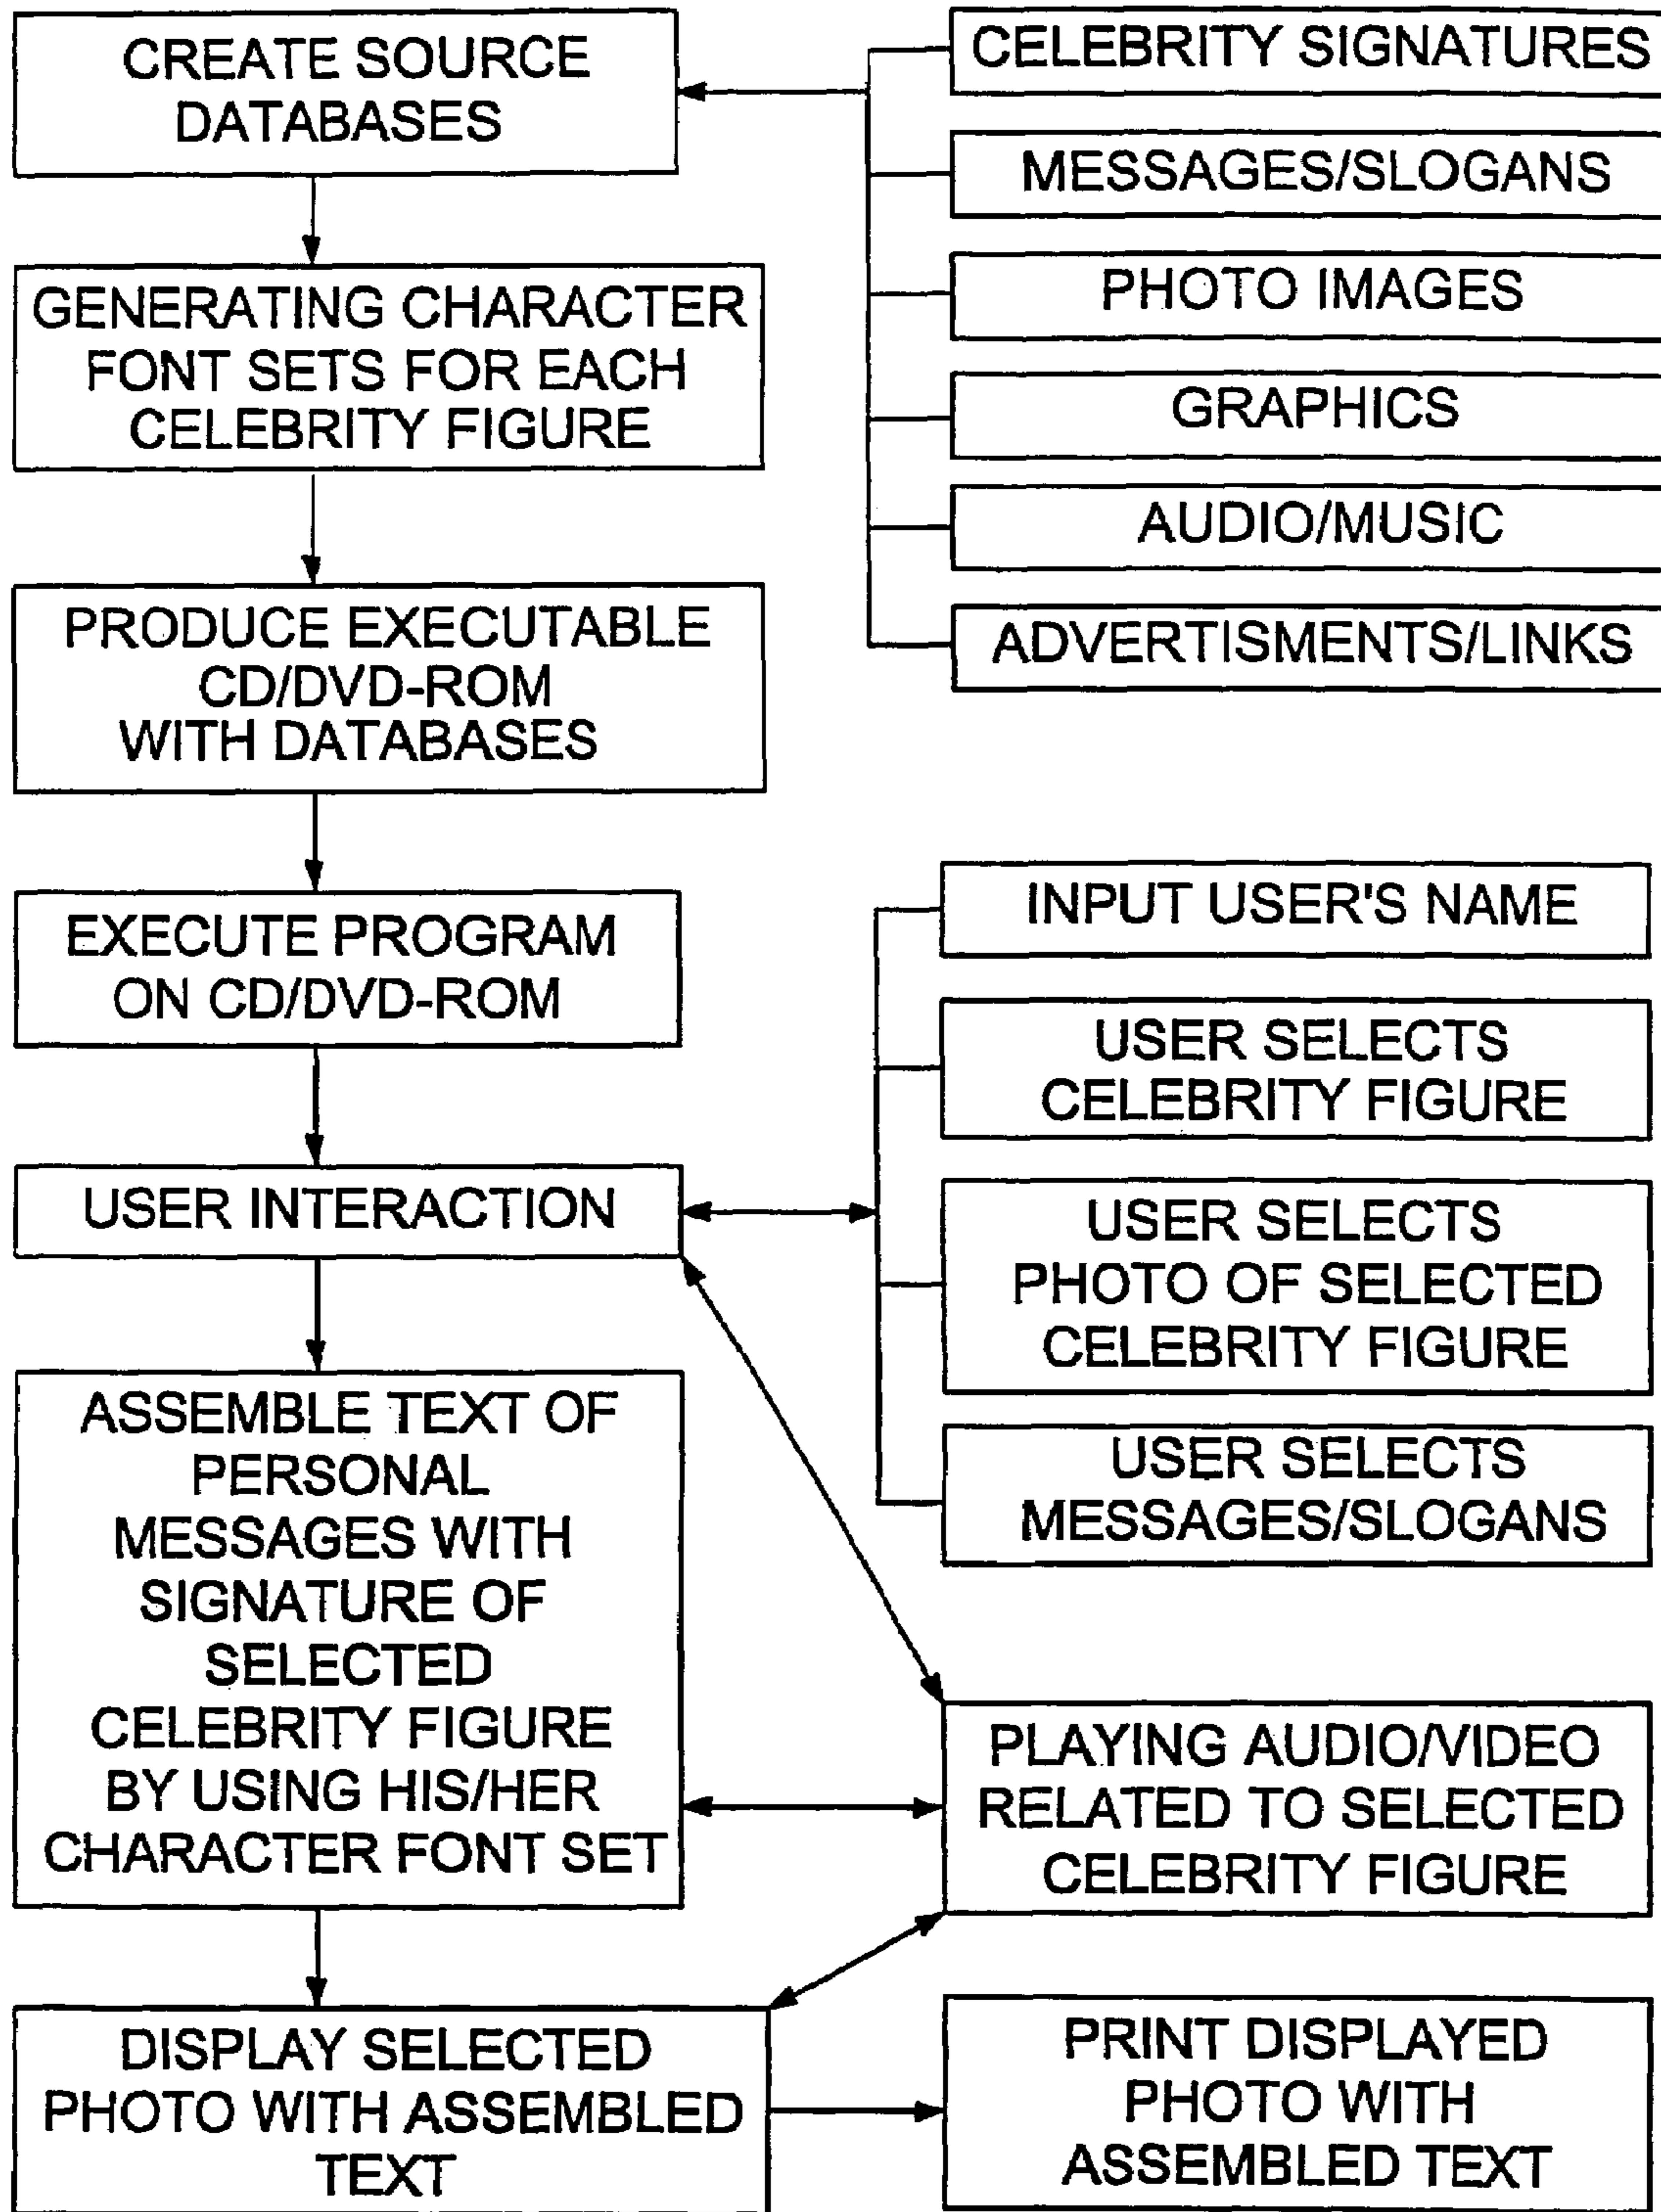 CREATE SOURCE
DATABASES
CELEBRITY SIGNATURES
MESSAGES/SLOGANS
PHOTO IMAGES
GRAPHICS
AUDIO/MUSIC
ADVERTISMENTS/LINKS
GENERATING CHARACTER
FONT SETS FOR EACH
CELEBRITY FIGURE
PRODUCE EXECUTABLE
CD/DVD-ROM
WITH DATABASES
EXECUTE PROGRAM
ON CD/DVD-ROM
USER INTERACTION
INPUT USER'S NAME
USER SELECTS
CELEBRITY FIGURE
USER SELECTS
PHOTO OF SELECTED
CELEBRITY FIGURE
USER SELECTS
MESSAGES/SLOGANS
ASSEMBLE TEXT OF
PERSONAL
MESSAGES WITH
SIGNATURE OF
SELECTED
CELEBRITY FIGURE
BY USING HIS/HER
CHARACTER FONT SET
PLAYING AUDIO/VIDEO
RELATED TO SELECTED
CELEBRITY FIGURE
DISPLAY SELECTED
PHOTO WITH ASSEMBLED
TEXT
PRINT DISPLAYED
PHOTO WITH
ASSEMBLED TEXT